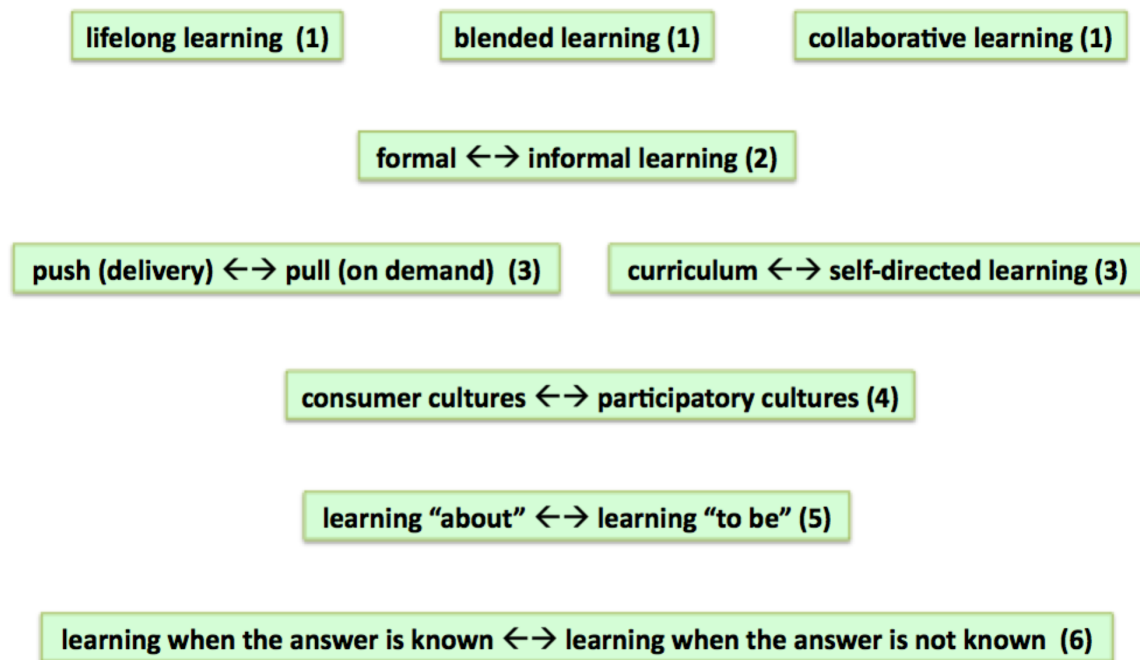 lifelong learning (1)
blended learning (1)
collaborative learning (1)
formal ←→ informal learning (2)
push (delivery) ←→ pull (on demand) (3)
curriculum ←→ self-directed learning (3)
consumer cultures ←→ participatory cultures (4)
learning “about” ←→ learning “to be” (5)
learning when the answer is known ←→ learning when the answer is not known (6)